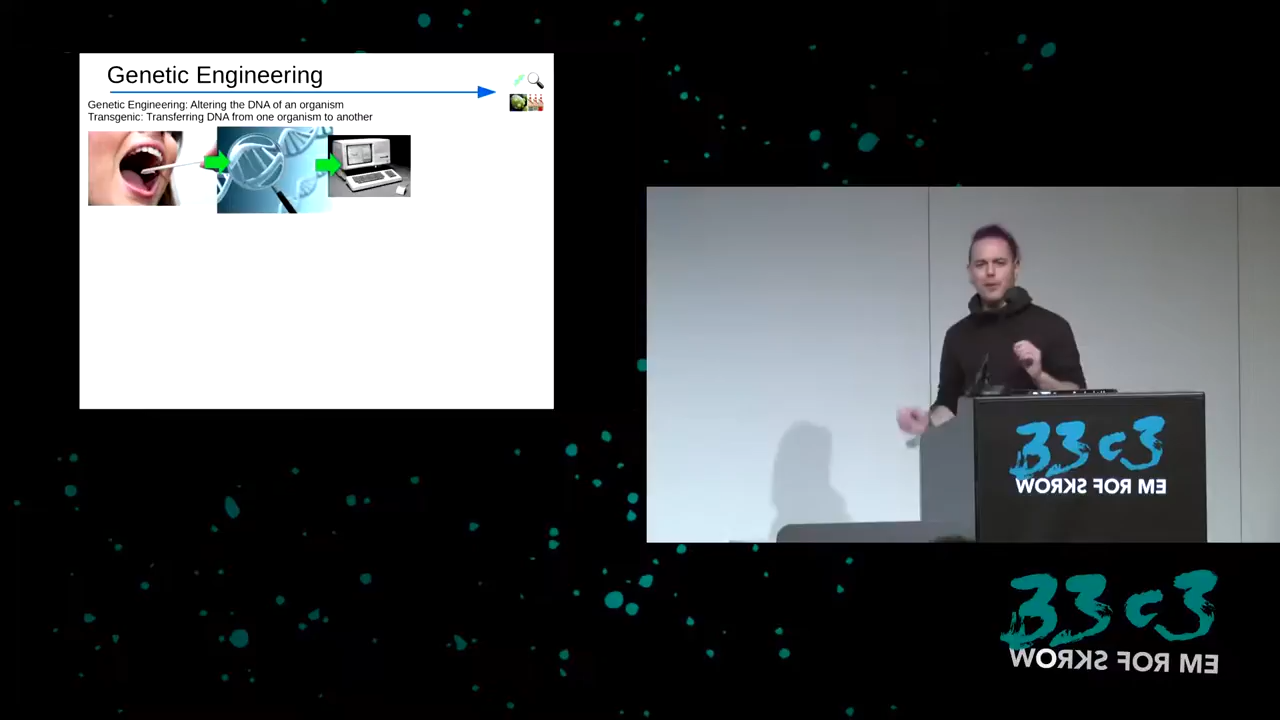 Genetic Engineering
Genetic Engineering: Altering the DNA of an organism
Transgenic: Transferring DNA from one organism to another
33c3
WORKS FOR ME
33c3
WORKS FOR ME